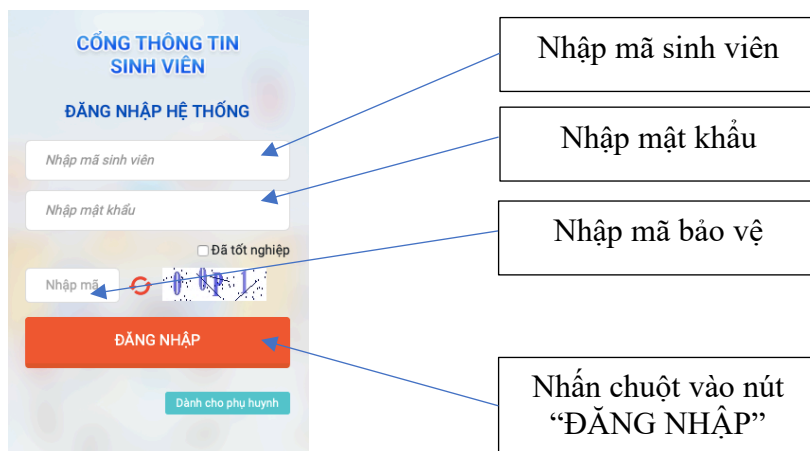 CỔNG THÔNG TIN
SINH VIÊN
ĐĂNG NHẬP HỆ THỐNG
Nhập mã sinh viên
Nhập mật khẩu
Đã tốt nghiệp
Nhập mã
ĐĂNG NHẬP
Dành cho phụ huynh
Nhập mã sinh viên
Nhập mật khẩu
Nhập mã bảo vệ
Nhấn chuột vào nút
“ĐĂNG NHẬP”